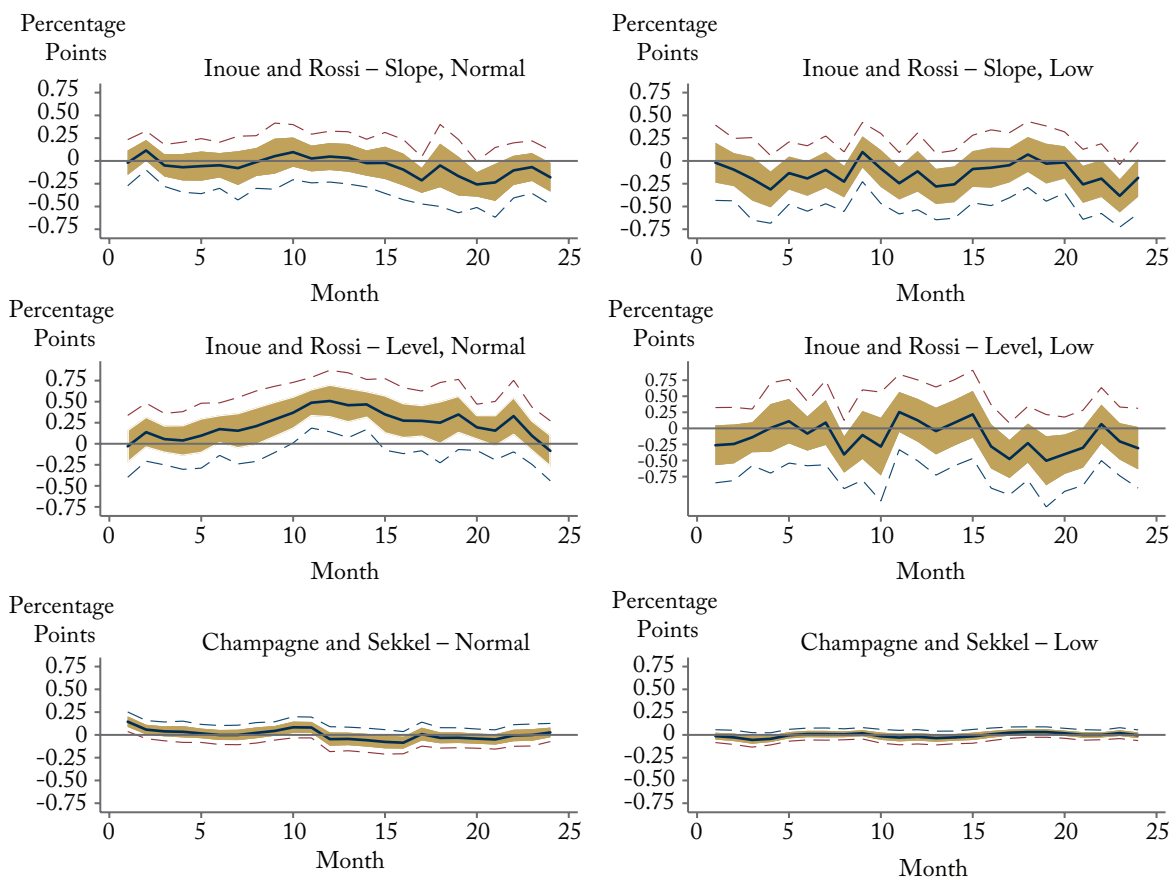 Percentage
Points
Inoue and Rossi – Slope, Normal
0.75
0.50
0.25
0
-0.25
-0.50
-0.75
0 5 10 15 20 25
Month
Percentage
Points
Inoue and Rossi – Slope, Low
0.75
0.50
0.25
0
-0.25
-0.50
-0.75
0 5 10 15 20 25
Month
Percentage
Points
Inoue and Rossi – Level, Normal
0.75
0.50
0.25
0
-0.25
-0.50
-0.75
0 5 10 15 20 25
Month
Percentage
Points
Inoue and Rossi – Level, Low
0.75
0.50
0.25
0
-0.25
-0.50
-0.75
0 5 10 15 20 25
Month
Percentage
Points
Champagne and Sekkel – Normal
0.75
0.50
0.25
0
-0.25
-0.50
-0.75
0 5 10 15 20 25
Month
Percentage
Points
Champagne and Sekkel – Low
0.75
0.50
0.25
0
-0.25
-0.50
-0.75
0 5 10 15 20 25
Month